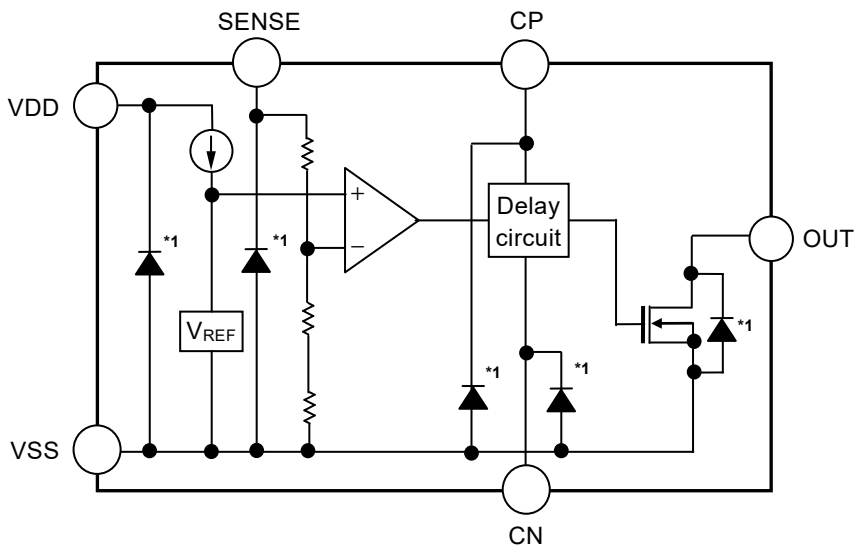 SENSE
CP
VDD
*1
*1
+
−
Delay
circuit
OUT
*1
VREF
*1
*1
VSS
CN